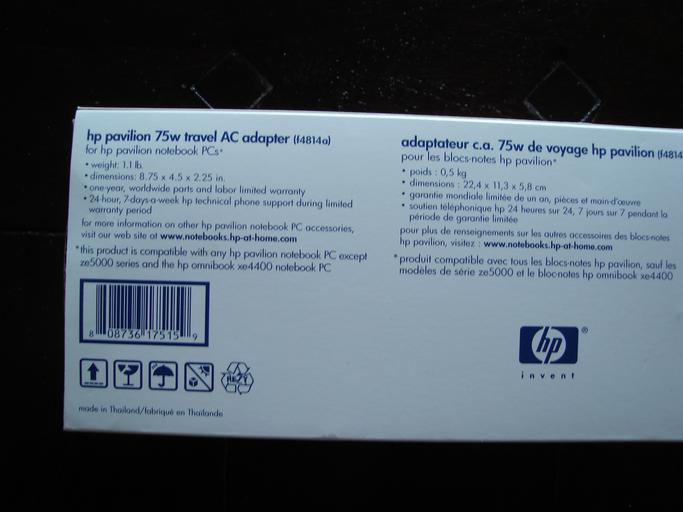 hp pavilion 75w travel AC adapter (f4814a)
for hp pavilion notebook PCs*
• weight: 1.1 lb.
• dimensions: 8.75 x 4.5 x 2.25 in.
• one-year, worldwide parts and labor limited warranty
• 24-hour, 7-days-a-week hp technical phone support during limited
warranty period
for more information on other hp pavilion notebook PC accessories,
visit our web site at www.notebooks.hp-at-home.com
*this product is compatible with any hp pavilion notebook PC except
ze5000 series and the hp omnibook xe4400 notebook PC
8 08736 17515 9
made in Thailand/fabriqué en Thaïlande
adaptateur c.a. 75w de voyage hp pavilion (f4814
pour les blocs-notes hp pavilion*
• poids : 0,5 kg
• dimensions : 22,4 x 11,3 x 5,8 cm
• garantie mondiale limitée de un an, pièces et main-d'œuvre
• soutien téléphonique hp 24 heures sur 24, 7 jours sur 7 pendant la
période de garantie limitée
pour plus de renseignements sur les autres accessoires des blocs-notes
hp pavilion, visitez : www.notebooks.hp-at-home.com
*produit compatible avec tous les blocs-notes hp pavilion, sauf les
modèles de série ze5000 et le bloc-notes hp omnibook xe4400
hp ®
invent